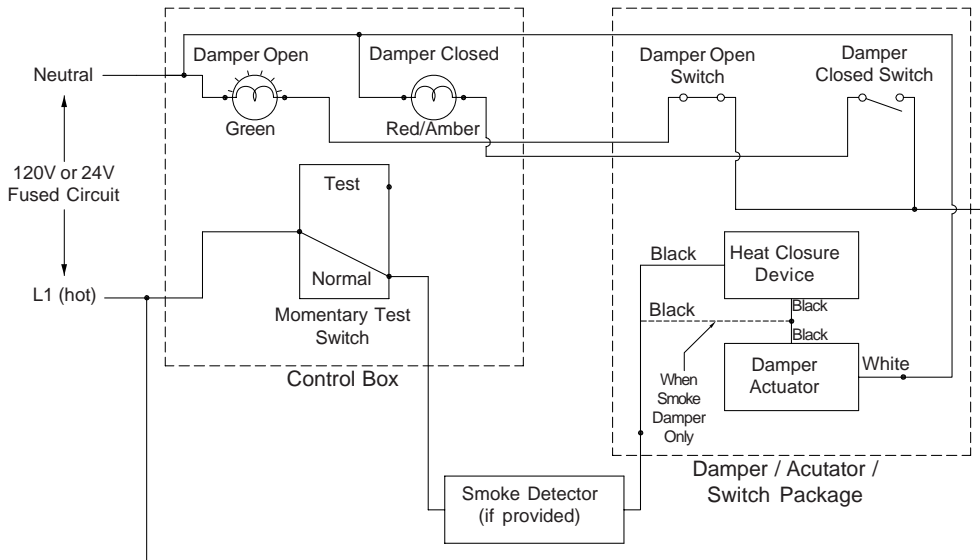 Damper Open
Damper Closed
Damper Open
Switch
Damper
Closed Switch
Neutral
Green
Red/Amber
120V or 24V
Fused Circuit
Test
Normal
L1 (hot)
Momentary Test
Switch
Control Box
Black
Heat Closure
Device
Black
Black
Black
Damper
Actuator
White
When
Smoke
Damper
Only
Damper / Acutator /
Switch Package
Smoke Detector
(if provided)